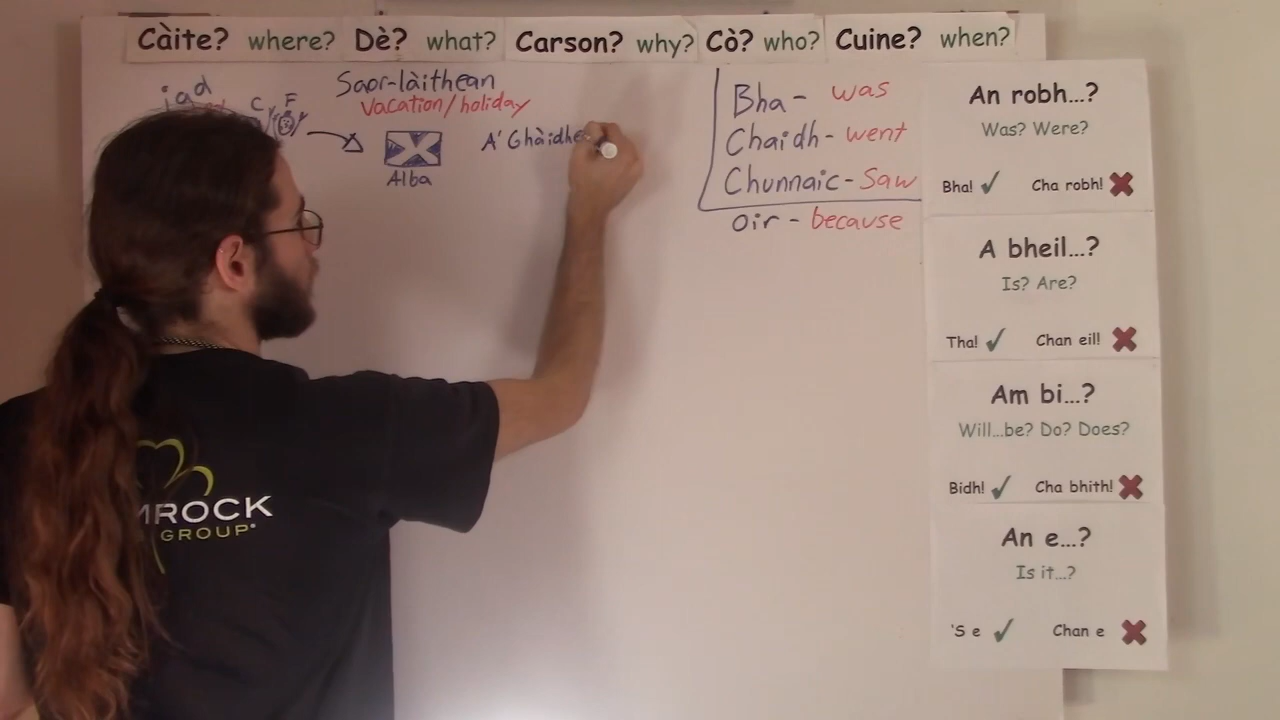 Càite? where? Dè? what? Carson? why? Cò? who? Cuine? when?
iad
C F
Saor-làithean
Vacation/holiday
Alba
A' Ghàidhe
Bha - was
Chaidh - went
Chunnaic - Saw
oir - because
An robh...?
Was? Were?
Bha! Cha robh!
A bheil...?
Is? Are?
Tha! Chan eil!
Am bi...?
Will...be? Do? Does?
Bidh! Cha bhith!
An e...?
Is it...?
'S e Chan e
MROCK
GROUP